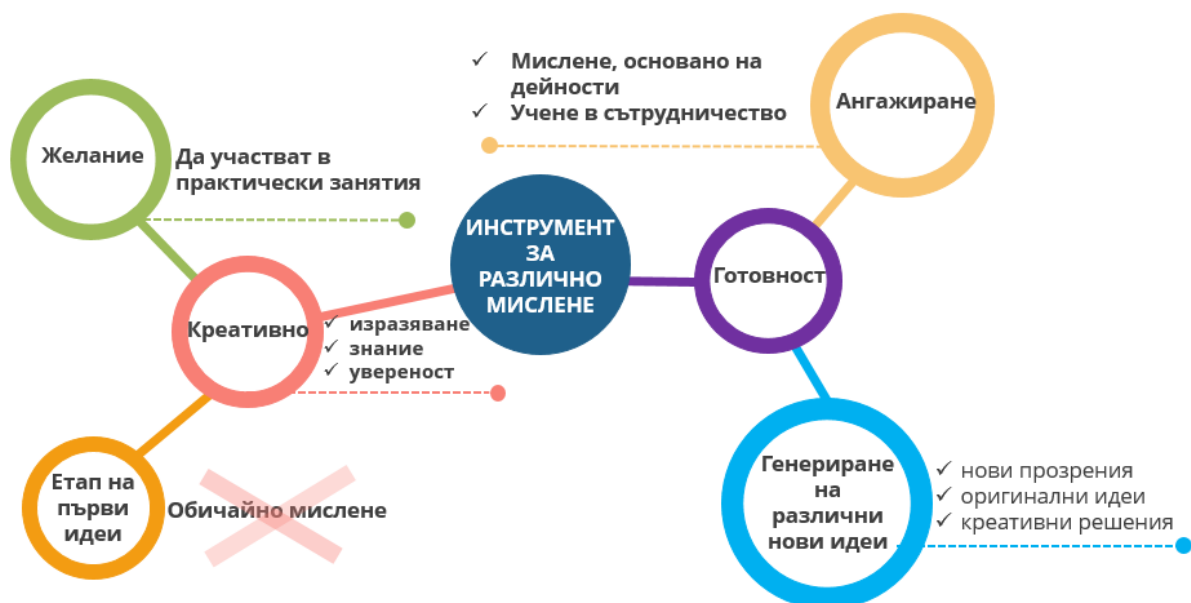 Мислене, основано на
дейности
Учене в сътрудничество
Ангажиране
Желание
Да участват в
практически занятия
ИНСТРУМЕНТ
ЗА
РАЗЛИЧНО
МИСЛЕНЕ
Готовност
Креативно
изразяване
знание
увереност
Етап на
първи
идеи
Обичайно мислене
Генериране
на
различни
нови идеи
нови прозрения
оригинални идеи
креативни решения